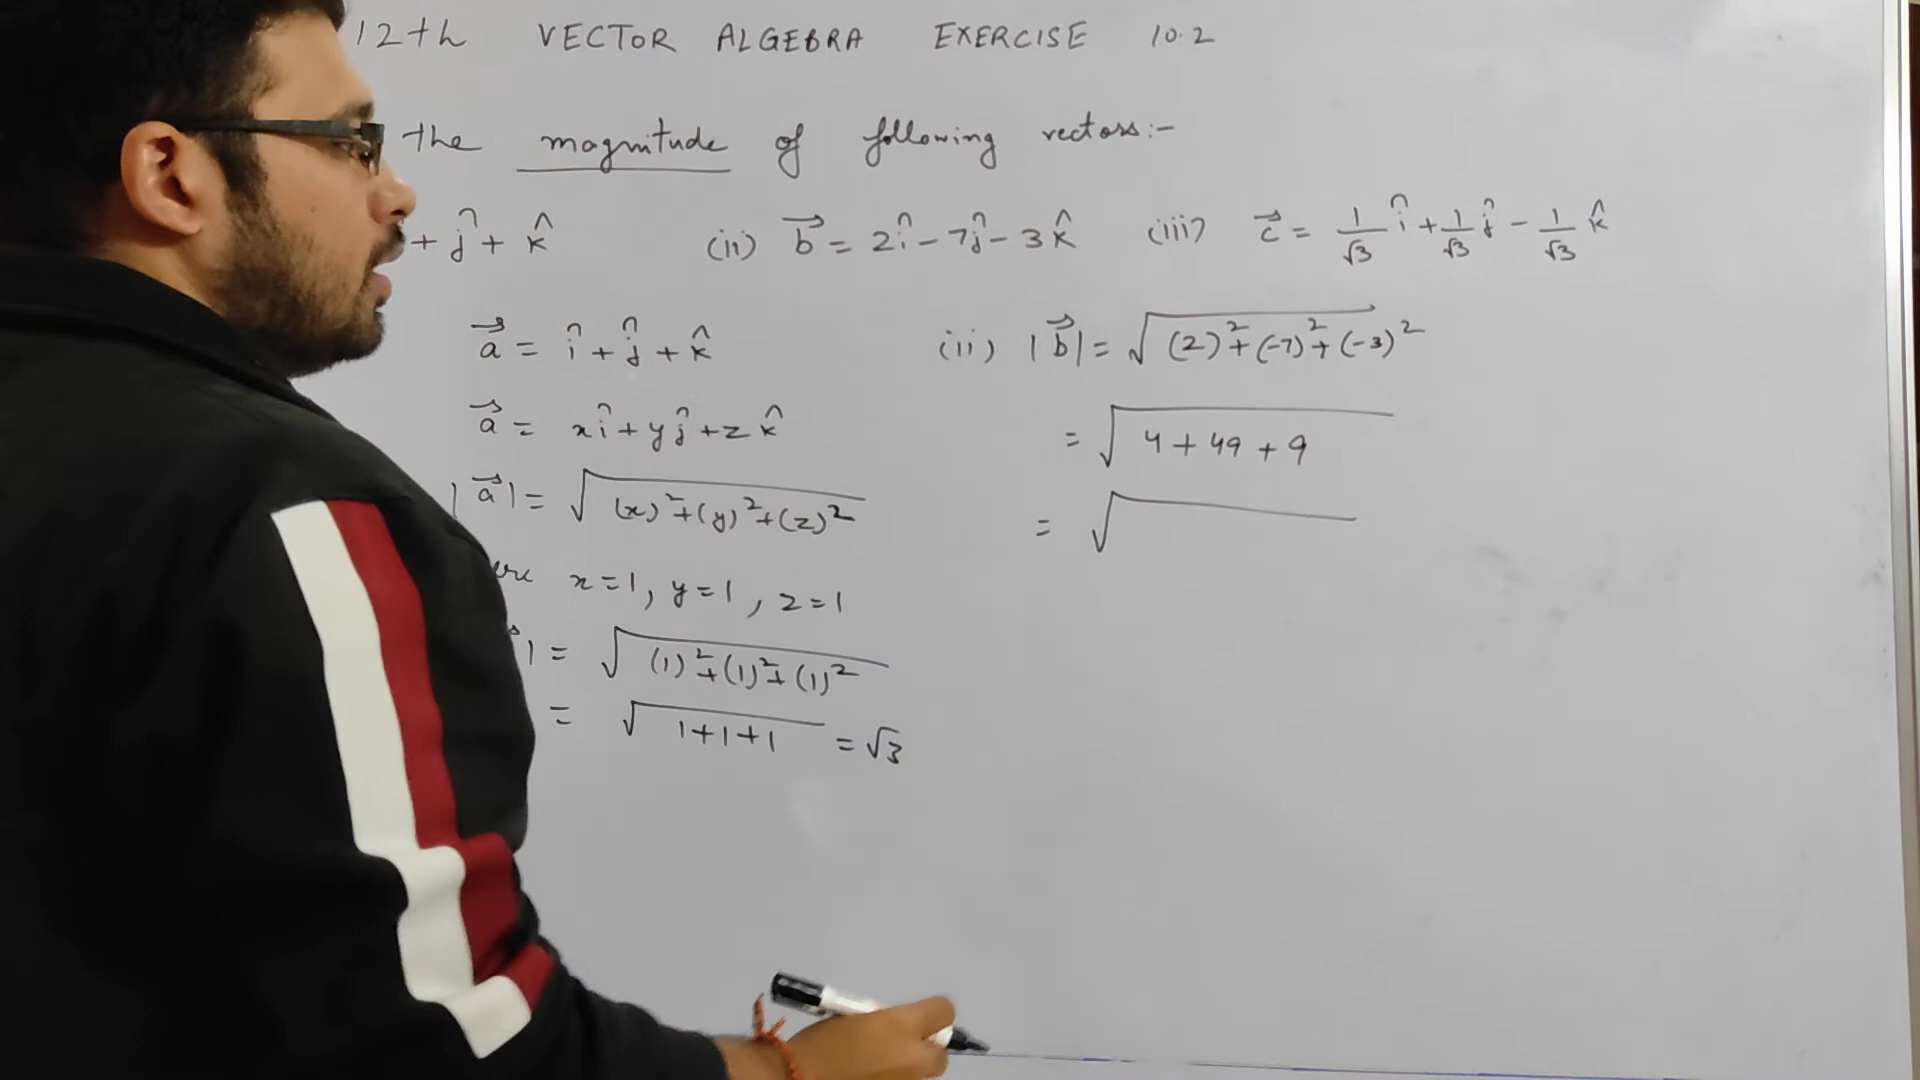 12th VECTOR ALGEBRA EXERCISE 10.2
the magnitude of following vectors:-
+ ĵ + k̂ (ii) b⃗ = 2î - 7ĵ - 3k̂ (iii) c⃗ = 1/√3 î + 1/√3 ĵ - 1/√3 k̂
a⃗ = î + ĵ + k̂
a⃗ = xî + yĵ + zk̂
|a⃗| = √((x)² + (y)² + (z)²)
x = 1, y = 1, z = 1
| = √((1)² + (1)² + (1)²)
= √(1+1+1) = √3
(ii) |b⃗| = √((2)² + (-7)² + (-3)²)
= √(4 + 49 + 9)
= √